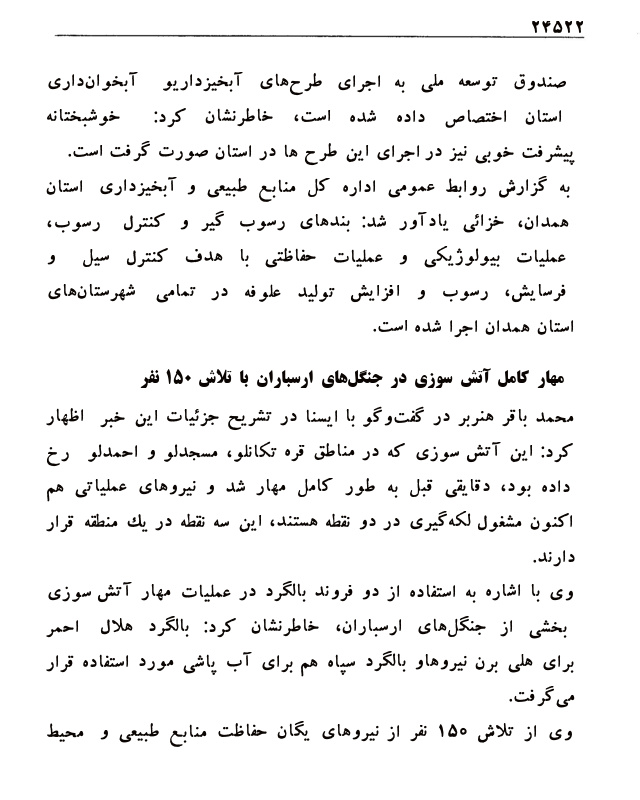 ۲۴۵۲۲
صندوق توسعه ملی به اجرای طرح‌های آبخیزداریو آبخوان‌داری
استان اختصاص داده شده است، خاطرنشان کرد: خوشبختانه
پیشرفت خوبی نیز در اجرای این طرح ها در استان صورت گرفت است.
به گزارش روابط عمومی اداره کل منابع طبیعی و آبخیزداری استان
همدان، خزائی یادآور شد: بندهای رسوب گیر و کنترل رسوب،
عملیات بیولوژیکی و عملیات حفاظتی با هدف کنترل سیل و
فرسایش، رسوب و افزایش تولید علوفه در تمامی شهرستان‌های
استان همدان اجرا شده است.
مهار کامل آتش سوزی در جنگل‌های ارسباران با تلاش ۱۵۰ نفر
محمد باقر هنربر در گفت‌وگو با ایسنا در تشریح جزئیات این خبر اظهار
کرد: این آتش سوزی که در مناطق قره تکانلو، مسجدلو و احمدلو رخ
داده بود، دقایقی قبل به طور کامل مهار شد و نیروهای عملیاتی هم
اکنون مشغول لکه‌گیری در دو نقطه هستند، این سه نقطه در یك منطقه قرار
دارند.
وی با اشاره به استفاده از دو فروند بالگرد در عملیات مهار آتش سوزی
بخشی از جنگل‌های ارسباران، خاطرنشان کرد: بالگرد هلال احمر
برای هلی برن نیروهاو بالگرد سپاه هم برای آب پاشی مورد استفاده قرار
می‌گرفت.
وی از تلاش ۱۵۰ نفر از نیروهای یگان حفاظت منابع طبیعی و محیط